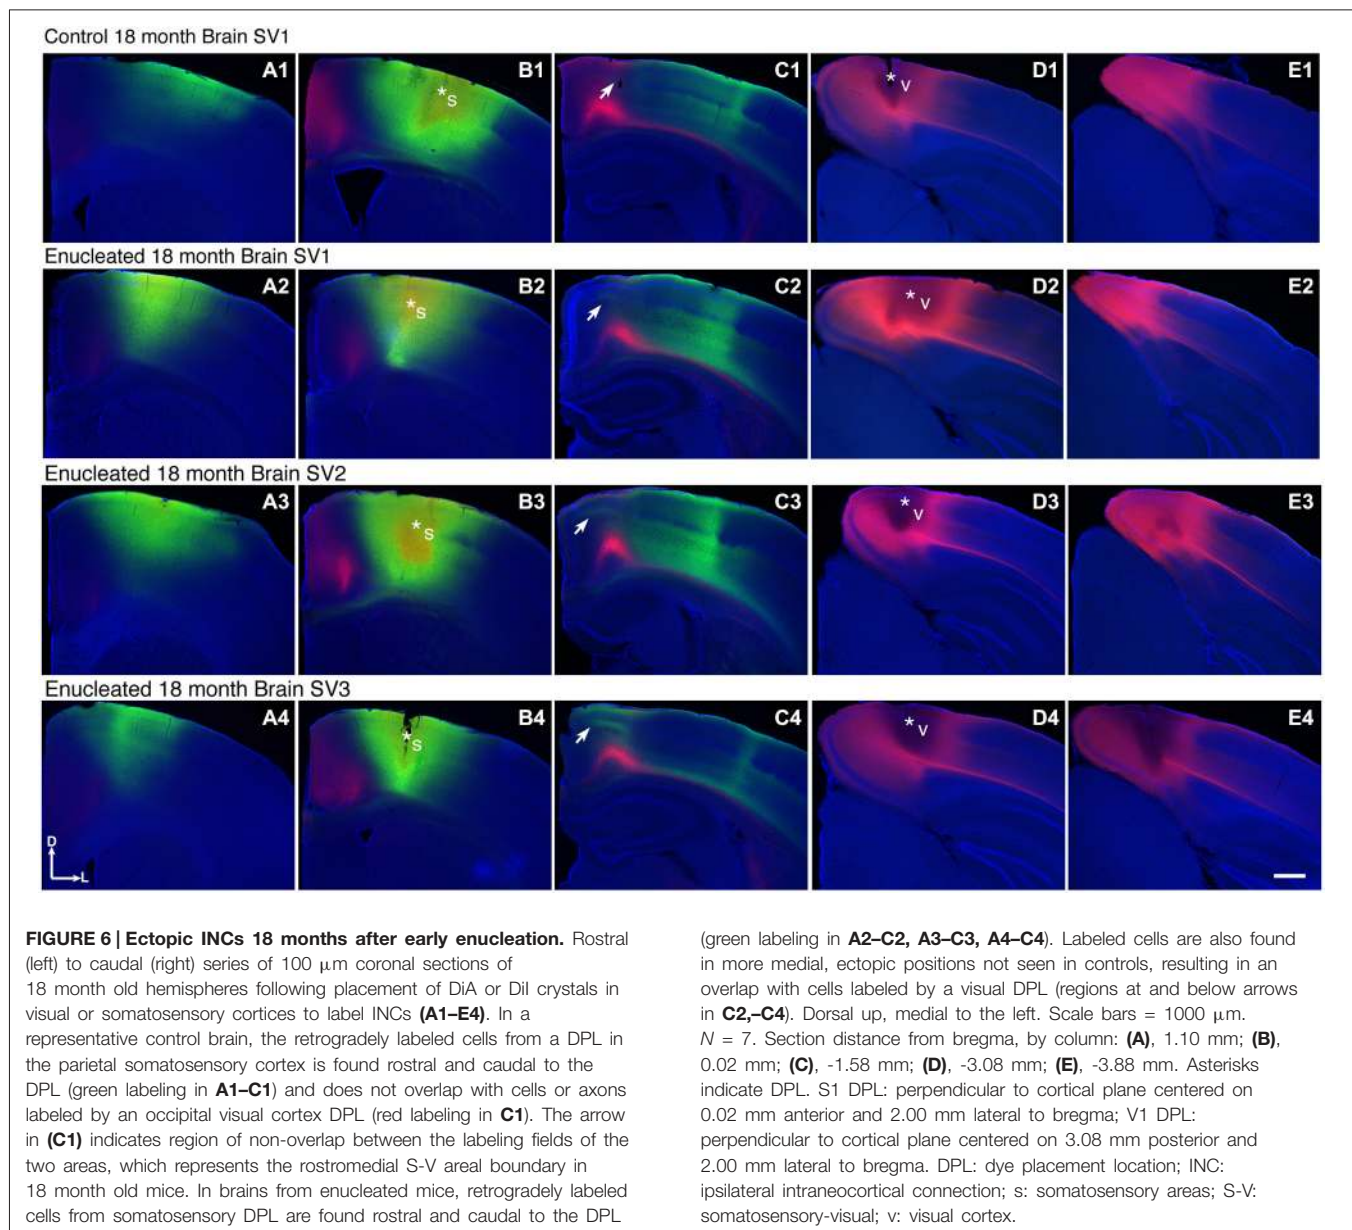 Control 18 month Brain SV1
A1
B1
C1
D1
E1
*s
*v
Enucleated 18 month Brain SV1
A2
B2
C2
D2
E2
*s
*v
Enucleated 18 month Brain SV2
A3
B3
C3
D3
E3
*s
*v
Enucleated 18 month Brain SV3
A4
B4
C4
D4
E4
*s
*v
D
L
FIGURE 6 | Ectopic INCs 18 months after early enucleation. Rostral
(left) to caudal (right) series of 100 μm coronal sections of
18 month old hemispheres following placement of DiA or DiI crystals in
visual or somatosensory cortices to label INCs (A1–E4). In a
representative control brain, the retrogradely labeled cells from a DPL in
the parietal somatosensory cortex is found rostral and caudal to the
DPL (green labeling in A1–C1) and does not overlap with cells or axons
labeled by an occipital visual cortex DPL (red labeling in C1). The arrow
in (C1) indicates region of non-overlap between the labeling fields of the
two areas, which represents the rostromedial S-V areal boundary in
18 month old mice. In brains from enucleated mice, retrogradely labeled
cells from somatosensory DPL are found rostral and caudal to the DPL
(green labeling in A2–C2, A3–C3, A4–C4). Labeled cells are also found
in more medial, ectopic positions not seen in controls, resulting in an
overlap with cells labeled by a visual DPL (regions at and below arrows
in C2,–C4). Dorsal up, medial to the left. Scale bars = 1000 μm.
N = 7. Section distance from bregma, by column: (A), 1.10 mm; (B),
0.02 mm; (C), -1.58 mm; (D), -3.08 mm; (E), -3.88 mm. Asterisks
indicate DPL. S1 DPL: perpendicular to cortical plane centered on
0.02 mm anterior and 2.00 mm lateral to bregma; V1 DPL:
perpendicular to cortical plane centered on 3.08 mm posterior and
2.00 mm lateral to bregma. DPL: dye placement location; INC:
ipsilateral intraneocortical connection; s: somatosensory areas; S-V:
somatosensory-visual; v: visual cortex.